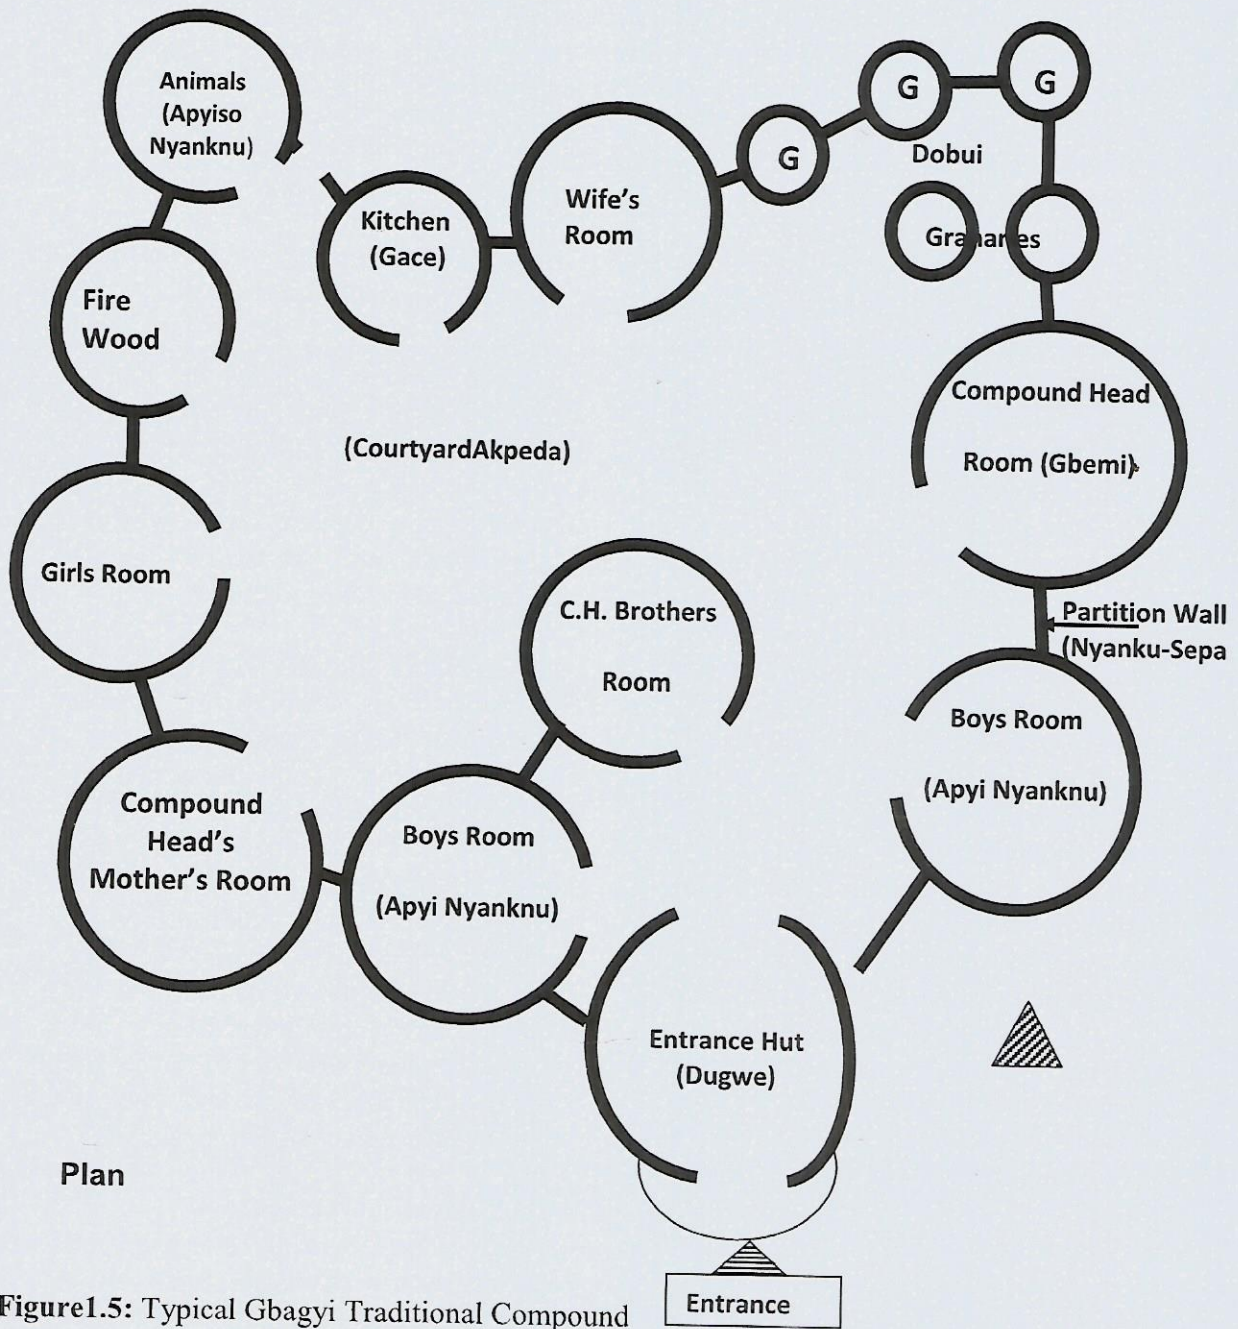 Animals
(Apyiso
Nyanknu)
G
G
G
Dobui
Granaries
Kitchen
(Gace)
Wife's
Room
Fire
Wood
Compound Head
Room (Gbemi)
(CourtyardAkpeda)
Girls Room
C.H. Brothers
Room
Partition Wall
(Nyanku-Sepa
Boys Room
(Apyi Nyanknu)
Compound
Head's
Mother's Room
Boys Room
(Apyi Nyanknu)
Entrance Hut
(Dugwe)
Plan
Entrance
Figure1.5: Typical Gbagyi Traditional Compound